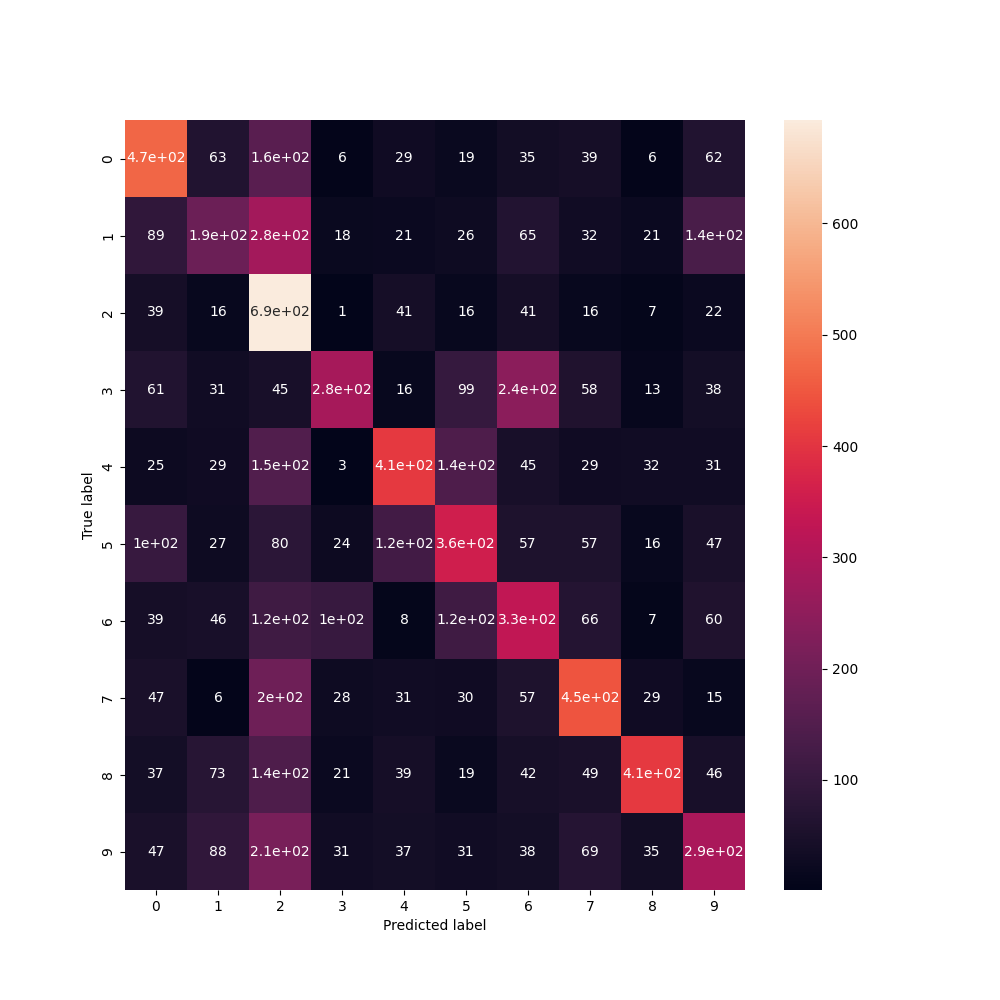 0 4.7e+02 63 1.6e+02 6 29 19 35 39 6 62
1 89 1.9e+02 2.8e+02 18 21 26 65 32 21 1.4e+02
2 39 16 6.9e+02 1 41 16 41 16 7 22
3 61 31 45 2.8e+02 16 99 2.4e+02 58 13 38
4 25 29 1.5e+02 3 4.1e+02 1.4e+02 45 29 32 31
5 1e+02 27 80 24 1.2e+02 3.6e+02 57 57 16 47
6 39 46 1.2e+02 1e+02 8 1.2e+02 3.3e+02 66 7 60
7 47 6 2e+02 28 31 30 57 4.5e+02 29 15
8 37 73 1.4e+02 21 39 19 42 49 4.1e+02 46
9 47 88 2.1e+02 31 37 31 38 69 35 2.9e+02
0 1 2 3 4 5 6 7 8 9
Predicted label
True label
600
500
400
300
200
100